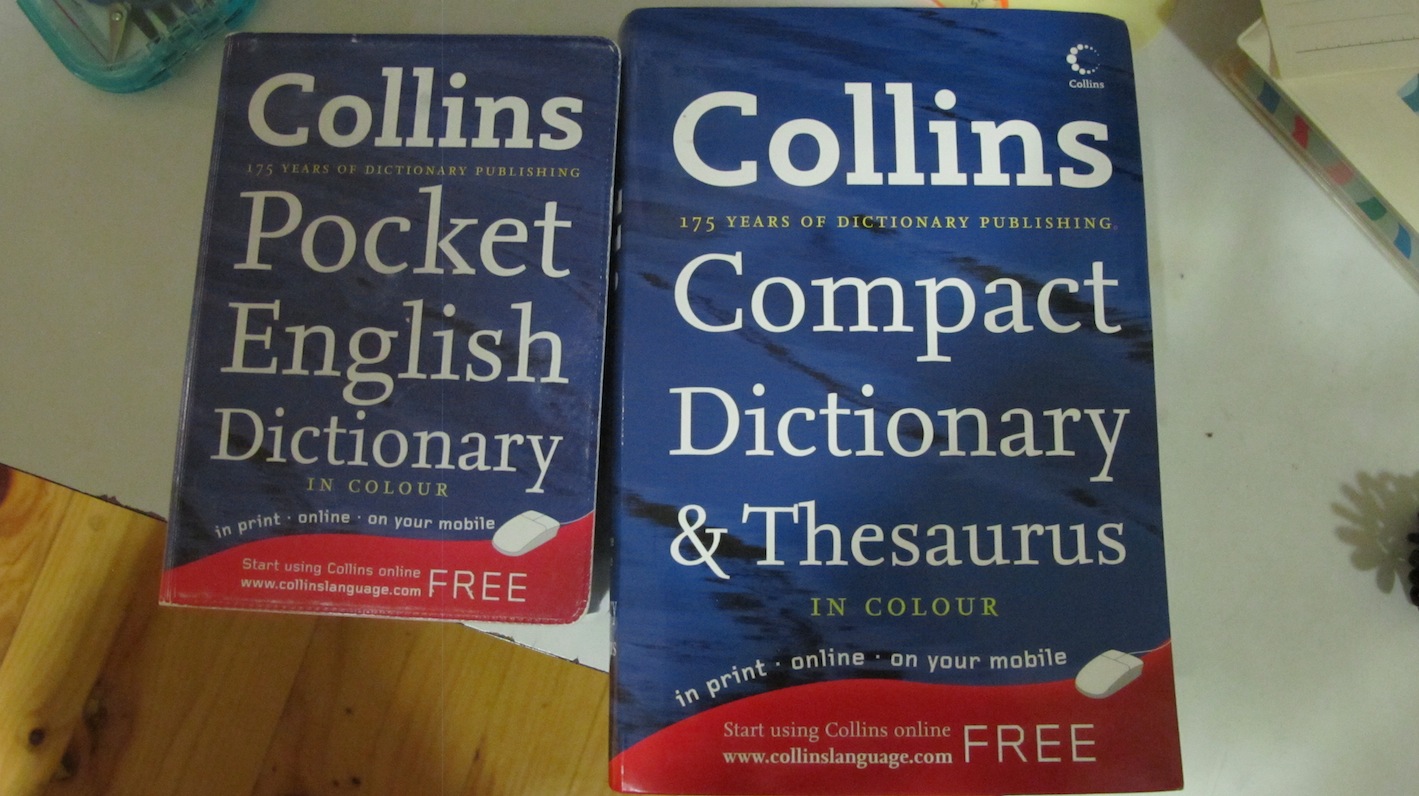 Collins
175 YEARS OF DICTIONARY PUBLISHING
Pocket
English
Dictionary
IN COLOUR
in print · online · on your mobile
Start using Collins online
www.collinslanguage.com FREE
Collins
Collins
175 YEARS OF DICTIONARY PUBLISHING
Compact
Dictionary
& Thesaurus
IN COLOUR
in print · online · on your mobile
Start using Collins online
www.collinslanguage.com FREE